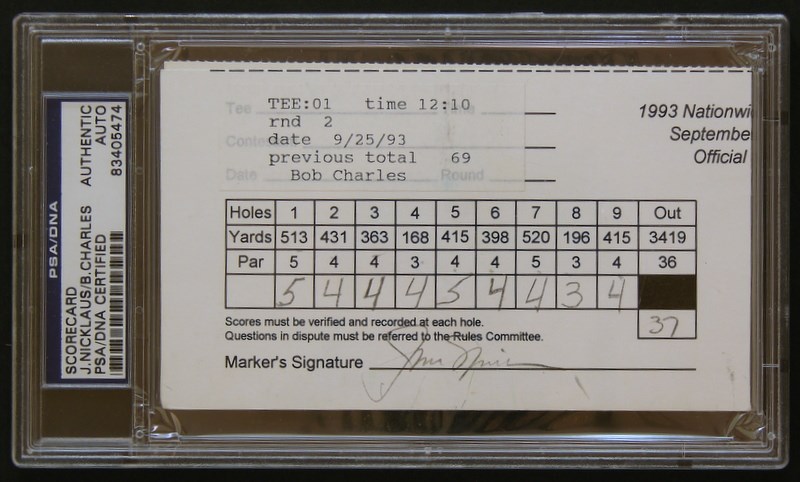 PSA/DNA
SCORECARD
J.NICKLAUS/B.CHARLES
PSA/DNA CERTIFIED
AUTHENTIC
AUTO
83405474
Tee TEE:01 time 12:10
rnd 2
date 9/25/93
previous total 69
Date Bob Charles Round
1993 Nationwi
Septembe
Official
Holes 1 2 3 4 5 6 7 8 9 Out
Yards 513 431 363 168 415 398 520 196 415 3419
Par 5 4 4 3 4 4 5 3 4 36
5 4 4 4 5 4 4 3 4
37
Scores must be verified and recorded at each hole.
Questions in dispute must be referred to the Rules Committee.
Marker's Signature